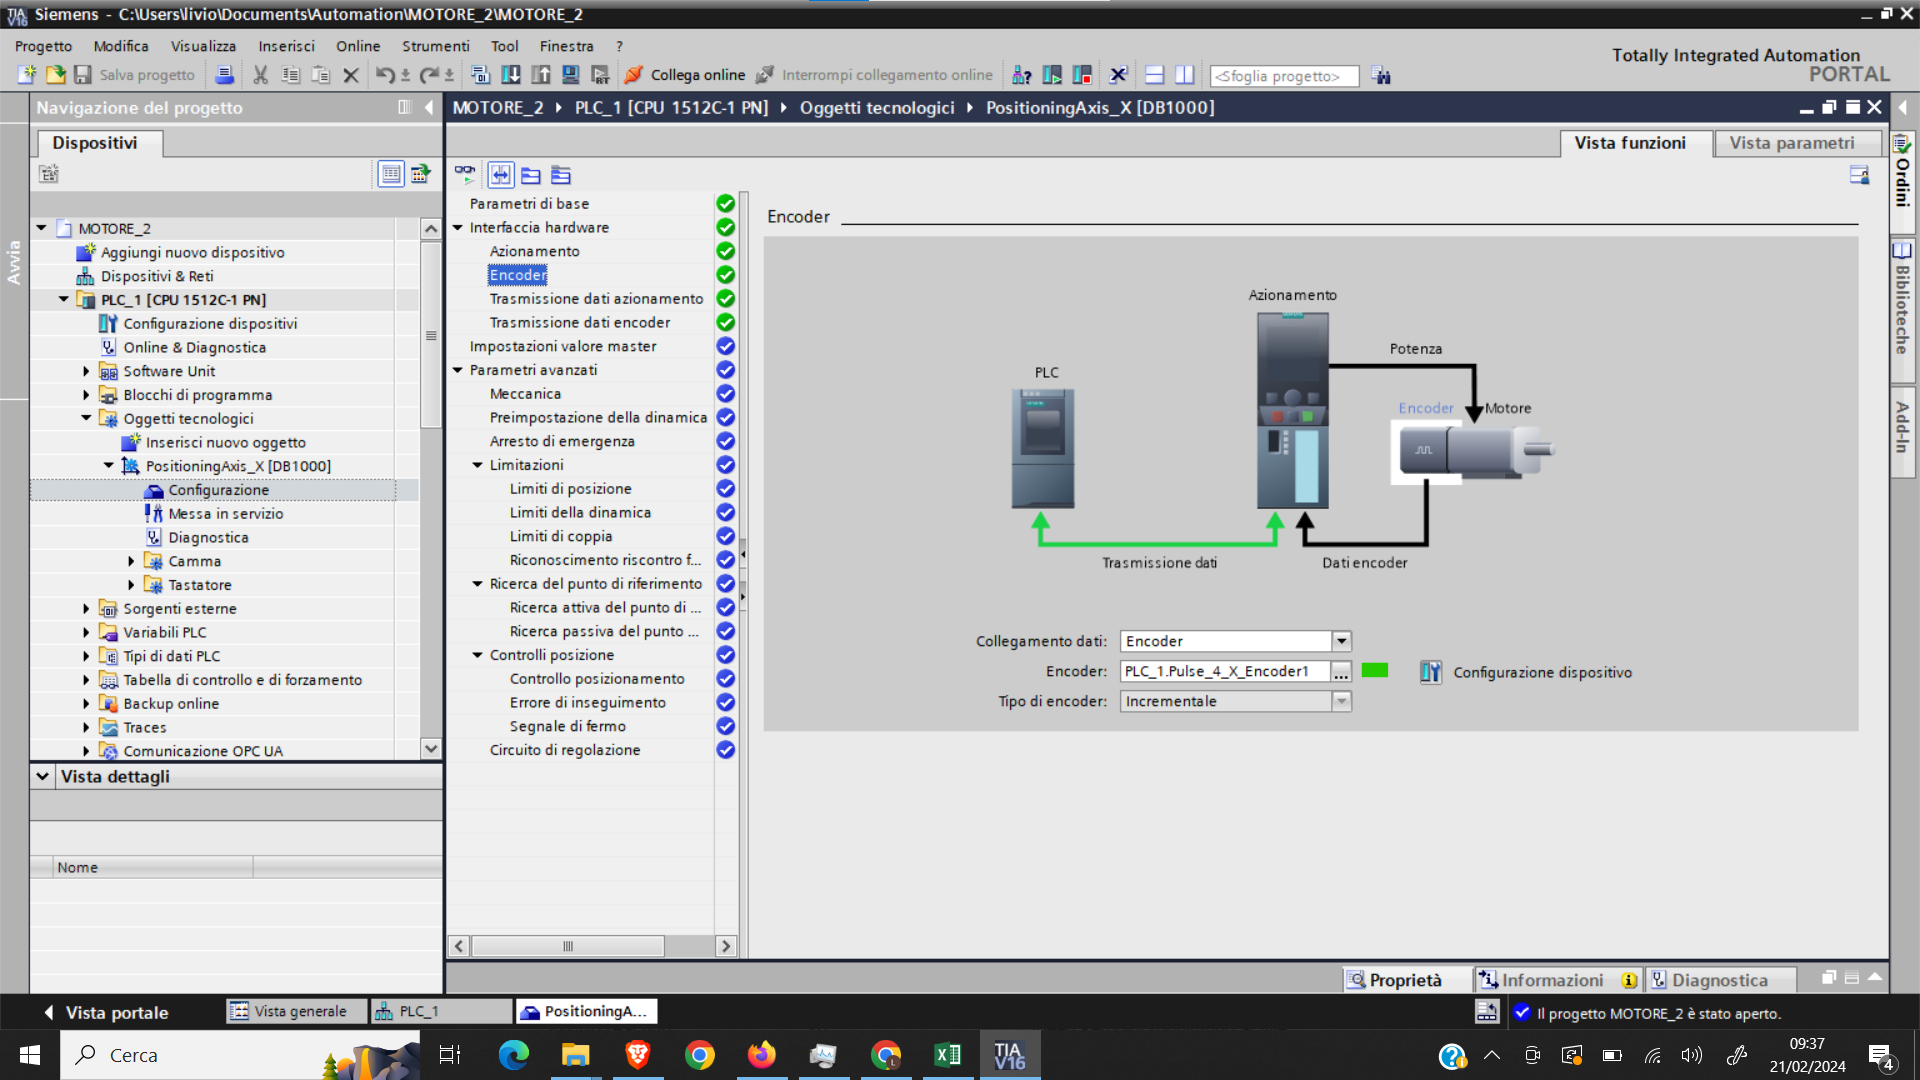 Siemens - C:\Users\livio\Documents\Automation\MOTORE_2\MOTORE_2
Progetto Modifica Visualizza Inserisci Online Strumenti Tool Finestra ?
Totally Integrated Automation
PORTAL
Salva progetto Collega online Interrompi collegamento online <Sfoglia progetto>
Navigazione del progetto
MOTORE_2 PLC_1 [CPU 1512C-1 PN] Oggetti tecnologici PositioningAxis_X [DB1000]
Dispositivi
Vista funzioni Vista parametri
Avvia
MOTORE_2
Aggiungi nuovo dispositivo
Dispositivi & Reti
PLC_1 [CPU 1512C-1 PN]
Configurazione dispositivi
Online & Diagnostica
Software Unit
Blocchi di programma
Oggetti tecnologici
Inserisci nuovo oggetto
PositioningAxis_X [DB1000]
Configurazione
Messa in servizio
Diagnostica
Camma
Tastatore
Sorgenti esterne
Variabili PLC
Tipi di dati PLC
Tabella di controllo e di forzamento
Backup online
Traces
Comunicazione OPC UA
Vista dettagli
Nome
Parametri di base
Interfaccia hardware
Azionamento
Encoder
Trasmissione dati azionamento
Trasmissione dati encoder
Impostazioni valore master
Parametri avanzati
Meccanica
Preimpostazione della dinamica
Arresto di emergenza
Limitazioni
Limiti di posizione
Limiti della dinamica
Limiti di coppia
Riconoscimento riscontro f...
Ricerca del punto di riferimento
Ricerca attiva del punto di ...
Ricerca passiva del punto ...
Controlli posizione
Controllo posizionamento
Errore di inseguimento
Segnale di fermo
Circuito di regolazione
Encoder
Azionamento
Potenza
PLC
Encoder Motore
Trasmissione dati Dati encoder
Collegamento dati: Encoder
Encoder: PLC_1.Pulse_4_X_Encoder1 ... Configurazione dispositivo
Tipo di encoder: Incrementale
Ordini
Biblioteche
Add-In
Proprietà Informazioni Diagnostica
Vista portale Vista generale PLC_1 PositioningA... Il progetto MOTORE_2 è stato aperto.
Cerca
TIA
V16
09:37
21/02/2024
4